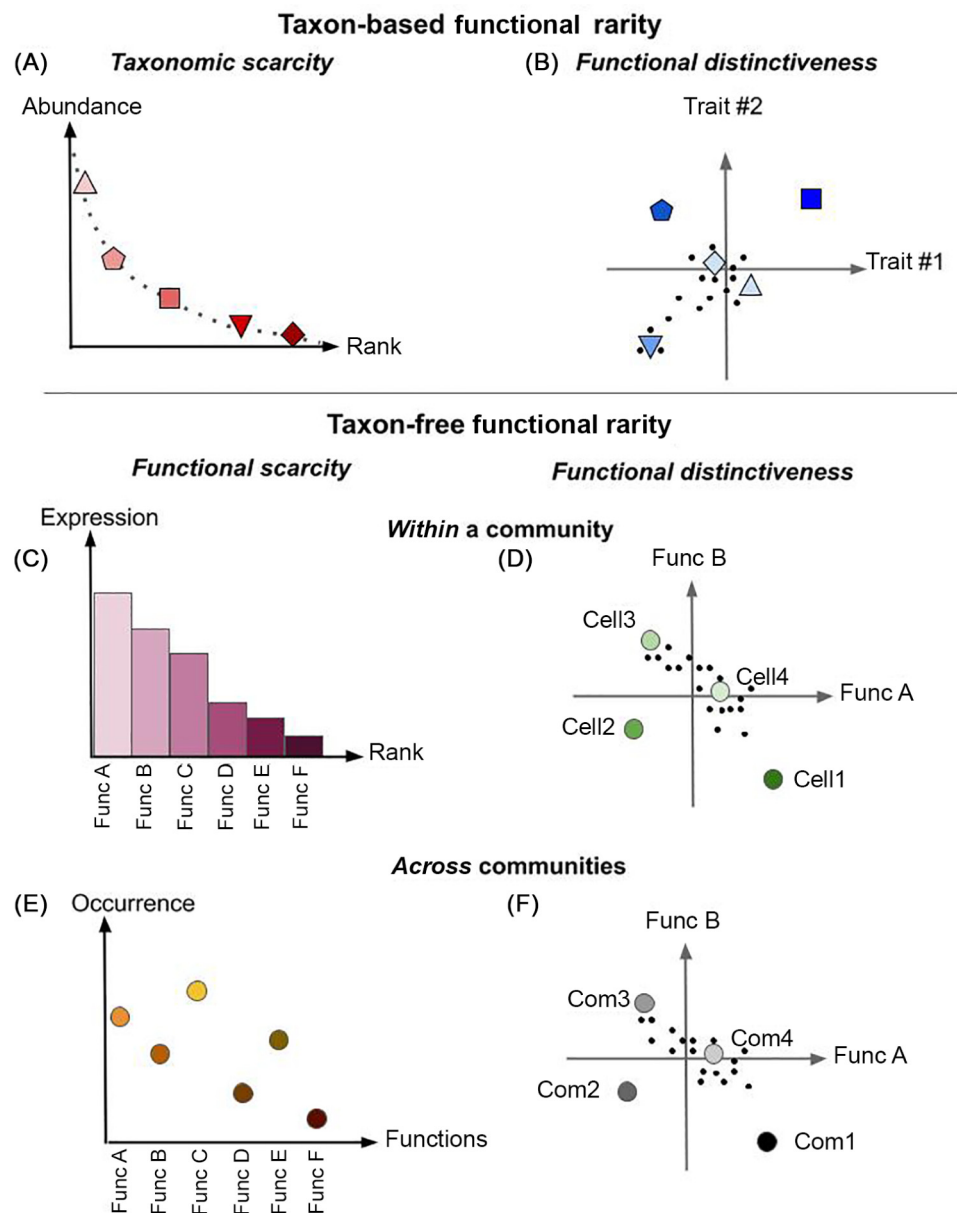 Taxon-based functional rarity
(A) Taxonomic scarcity
(B) Functional distinctiveness
Abundance
Rank
Trait #2
Trait #1
Taxon-free functional rarity
Functional scarcity
Functional distinctiveness
Within a community
(C)
Expression
Rank
Func A
Func B
Func C
Func D
Func E
Func F
(D)
Func B
Cell3
Cell4
Func A
Cell2
Cell1
Across communities
(E)
Occurrence
Functions
Func A
Func B
Func C
Func D
Func E
Func F
(F)
Func B
Com3
Com4
Func A
Com2
Com1